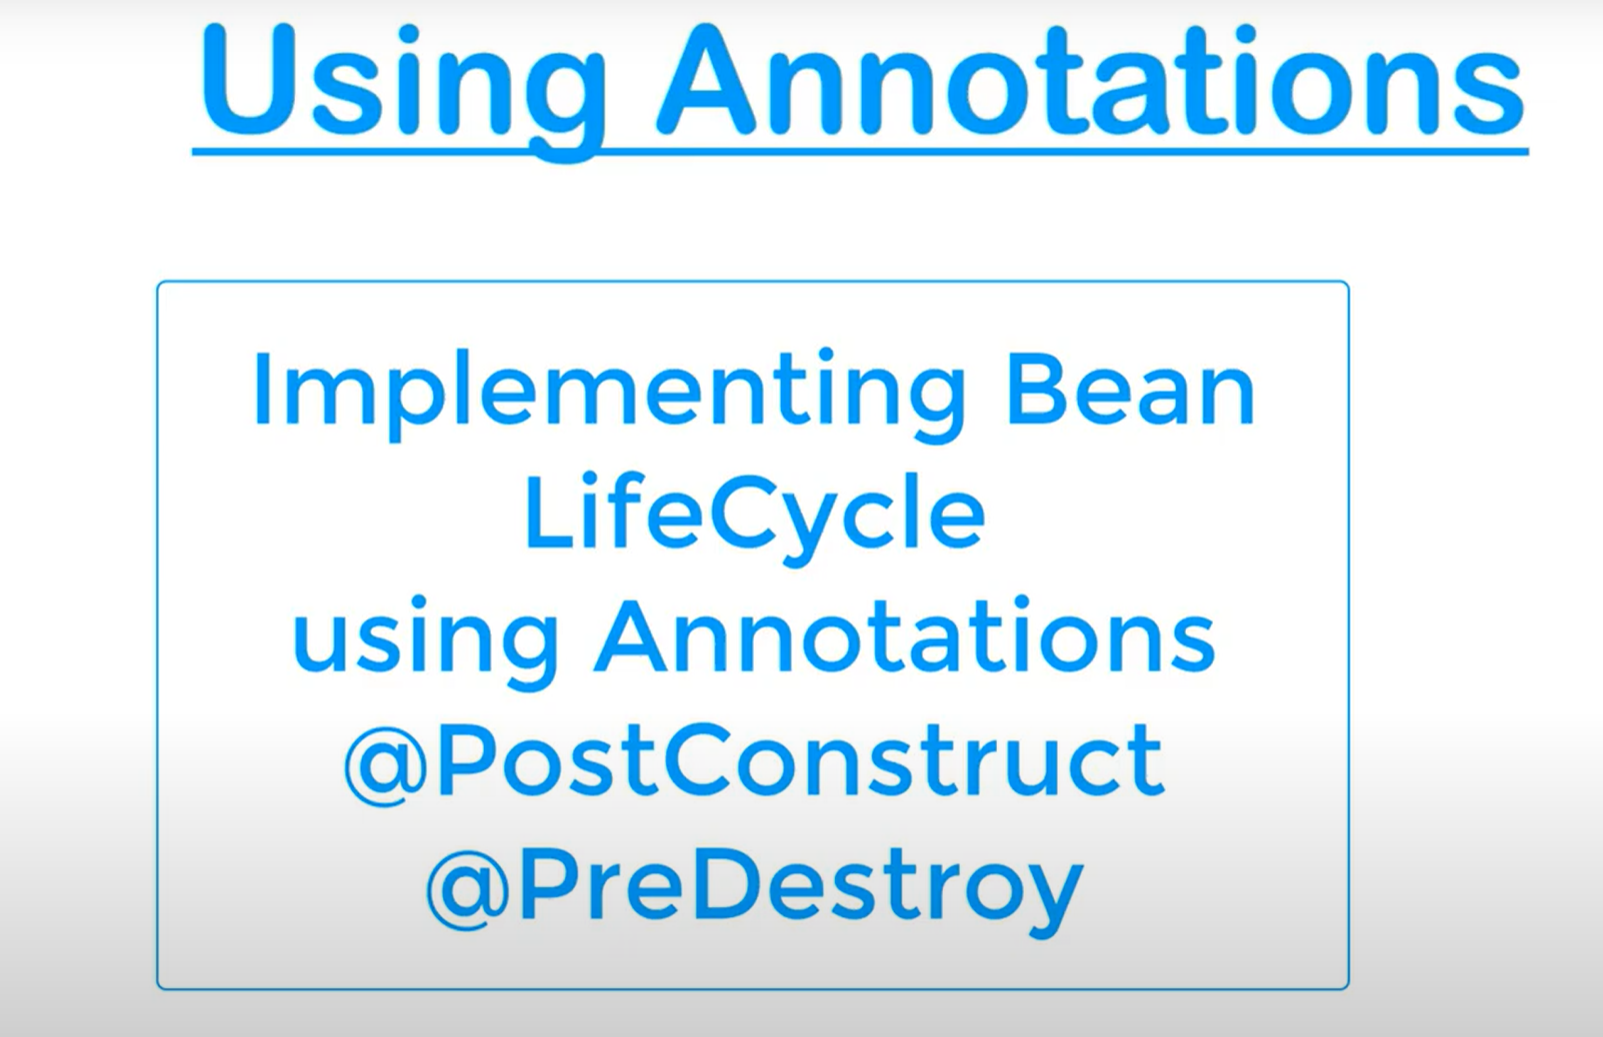 Using Annotations
Implementing Bean
LifeCycle
using Annotations
@PostConstruct
@PreDestroy